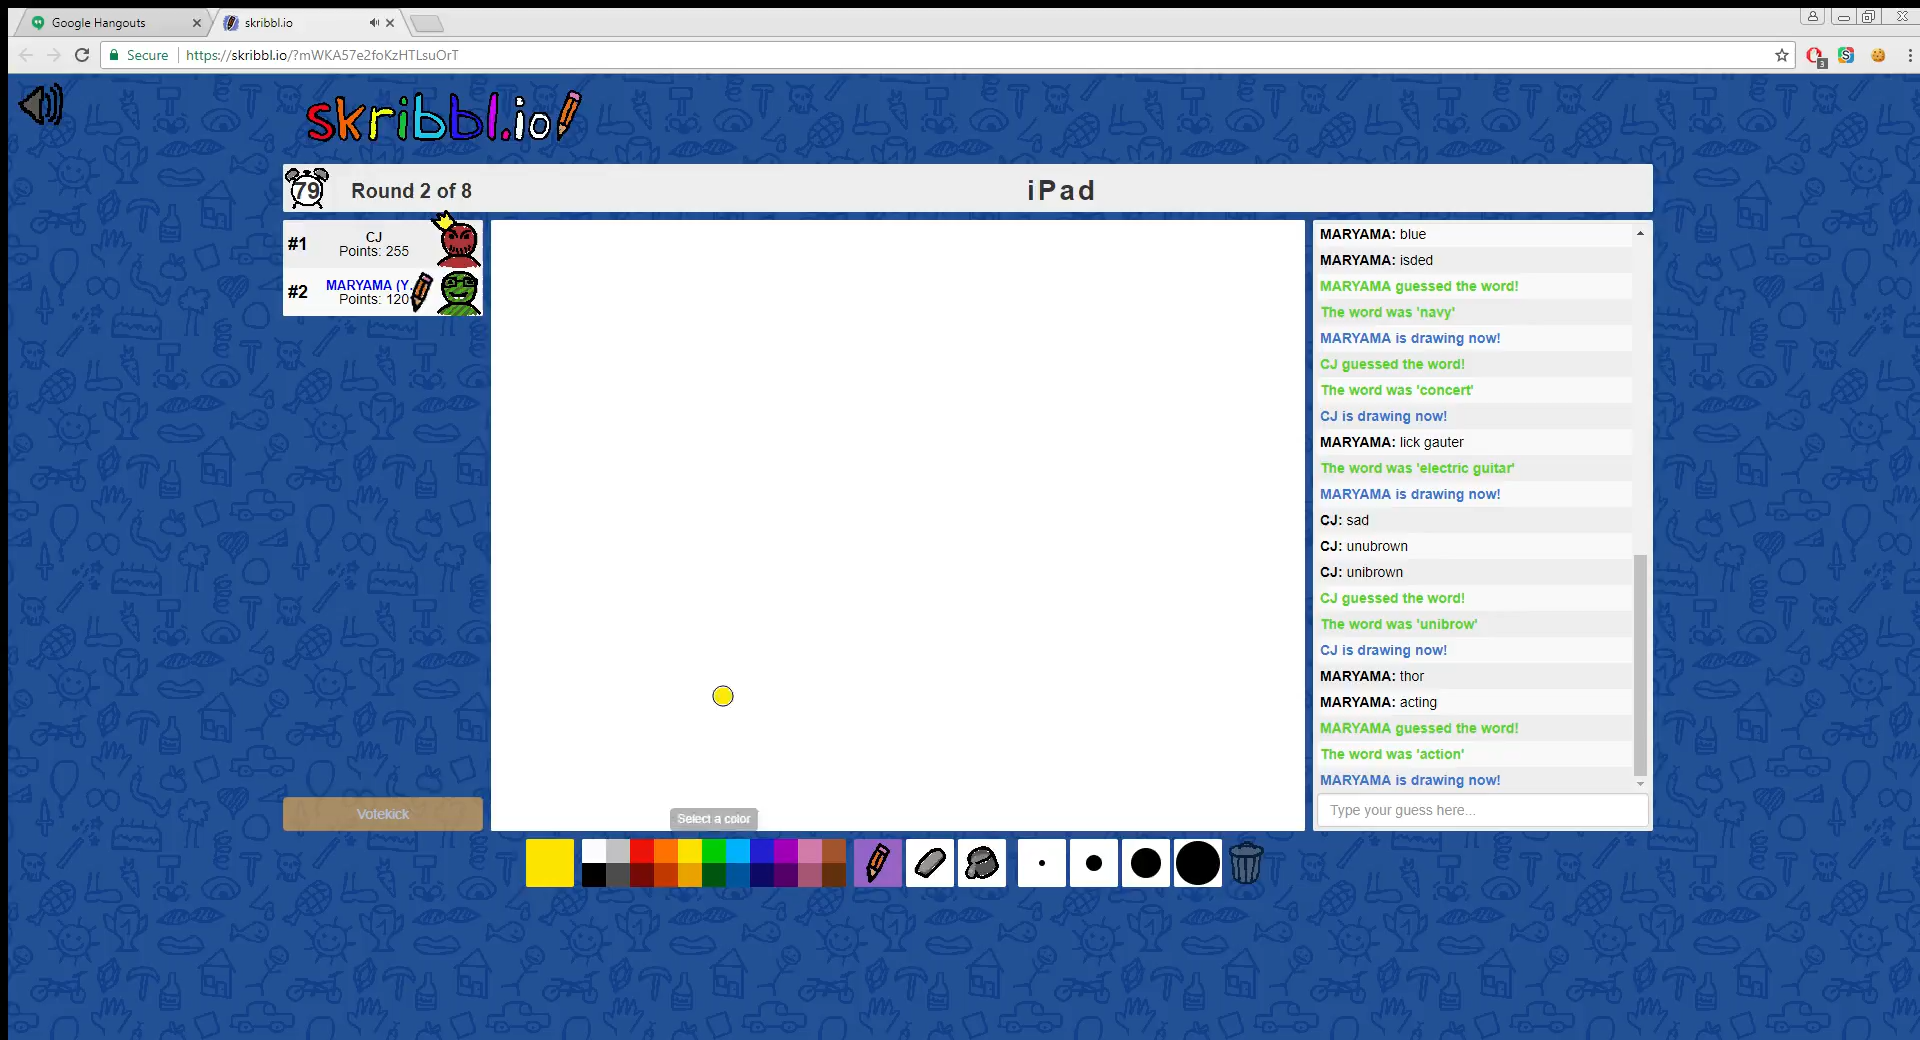 Google Hangouts
skribbl.io
Secure
https://skribbl.io/?mWKA57e2foKzHTLsuOrT
3
skribbl.io
79
Round 2 of 8
iPad
#1
CJ
Points: 255
#2
MARYAMA (Y.
Points: 120
MARYAMA: blue
MARYAMA: isded
MARYAMA guessed the word!
The word was 'navy'
MARYAMA is drawing now!
CJ guessed the word!
The word was 'concert'
CJ is drawing now!
MARYAMA: lick gauter
The word was 'electric guitar'
MARYAMA is drawing now!
CJ: sad
CJ: unubrown
CJ: unibrown
CJ guessed the word!
The word was 'unibrow'
CJ is drawing now!
MARYAMA: thor
MARYAMA: acting
MARYAMA guessed the word!
The word was 'action'
MARYAMA is drawing now!
Type your guess here...
Votekick
Select a color